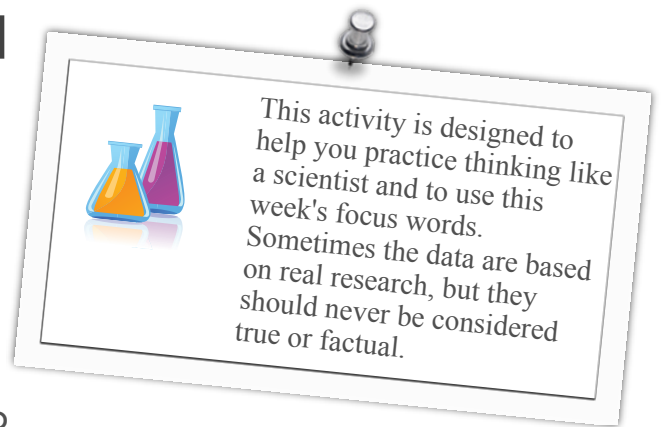 This activity is designed to
help you practice thinking like
a scientist and to use this
week's focus words.
Sometimes the data are based
on real research, but they
should never be considered
true or factual.